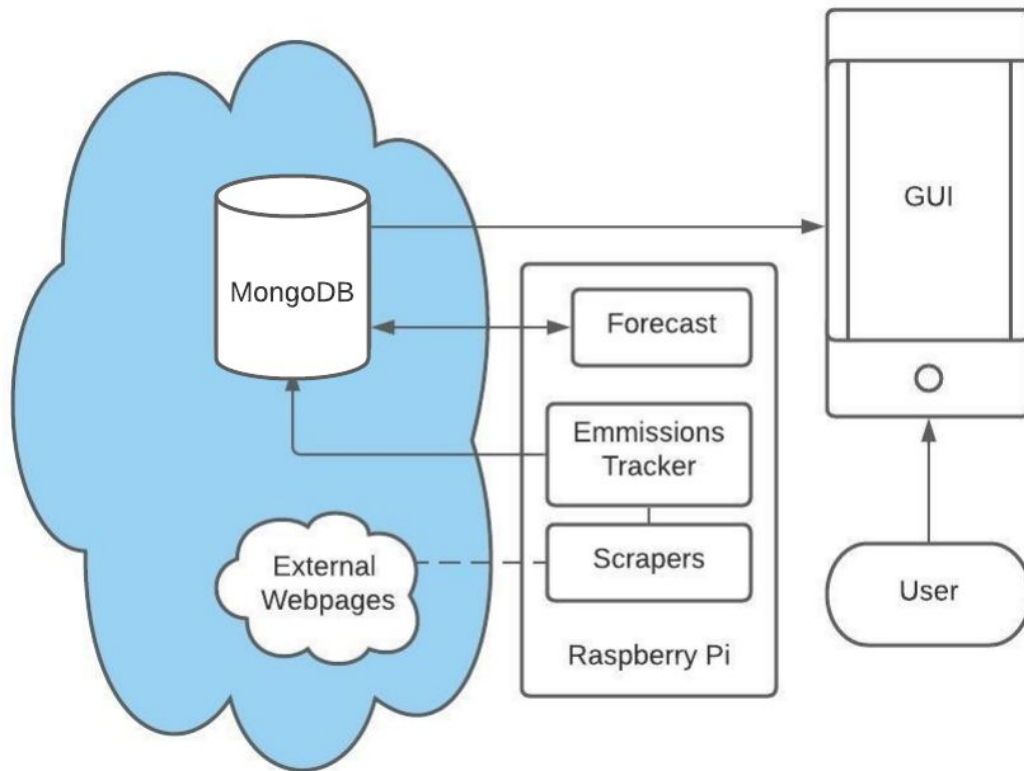 GUI
MongoDB
Forecast
Emmissions
Tracker
External
Webpages
Scrapers
Raspberry Pi
User